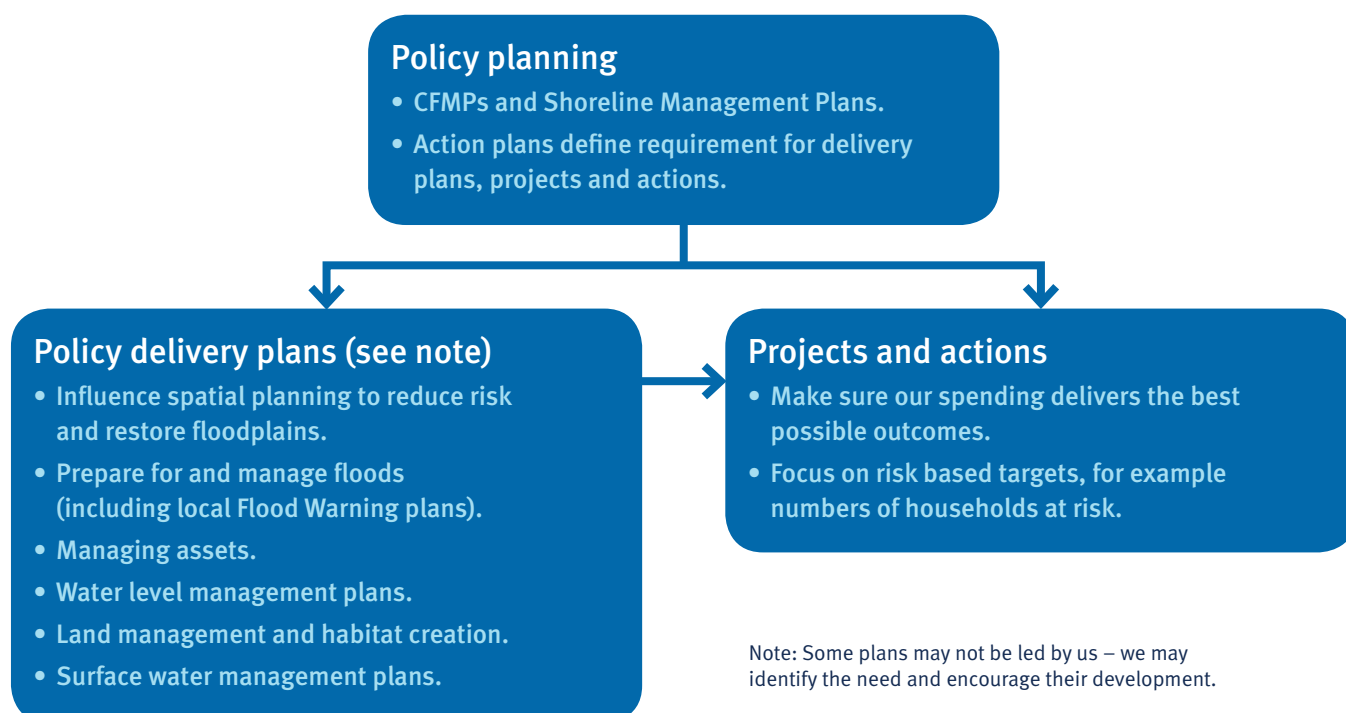 Policy planning
• CFMPs and Shoreline Management Plans.
• Action plans define requirement for delivery
plans, projects and actions.
Policy delivery plans (see note)
• Influence spatial planning to reduce risk
and restore floodplains.
• Prepare for and manage floods
(including local Flood Warning plans).
• Managing assets.
• Water level management plans.
• Land management and habitat creation.
• Surface water management plans.
Projects and actions
• Make sure our spending delivers the best
possible outcomes.
• Focus on risk based targets, for example
numbers of households at risk.
Note: Some plans may not be led by us – we may
identify the need and encourage their development.